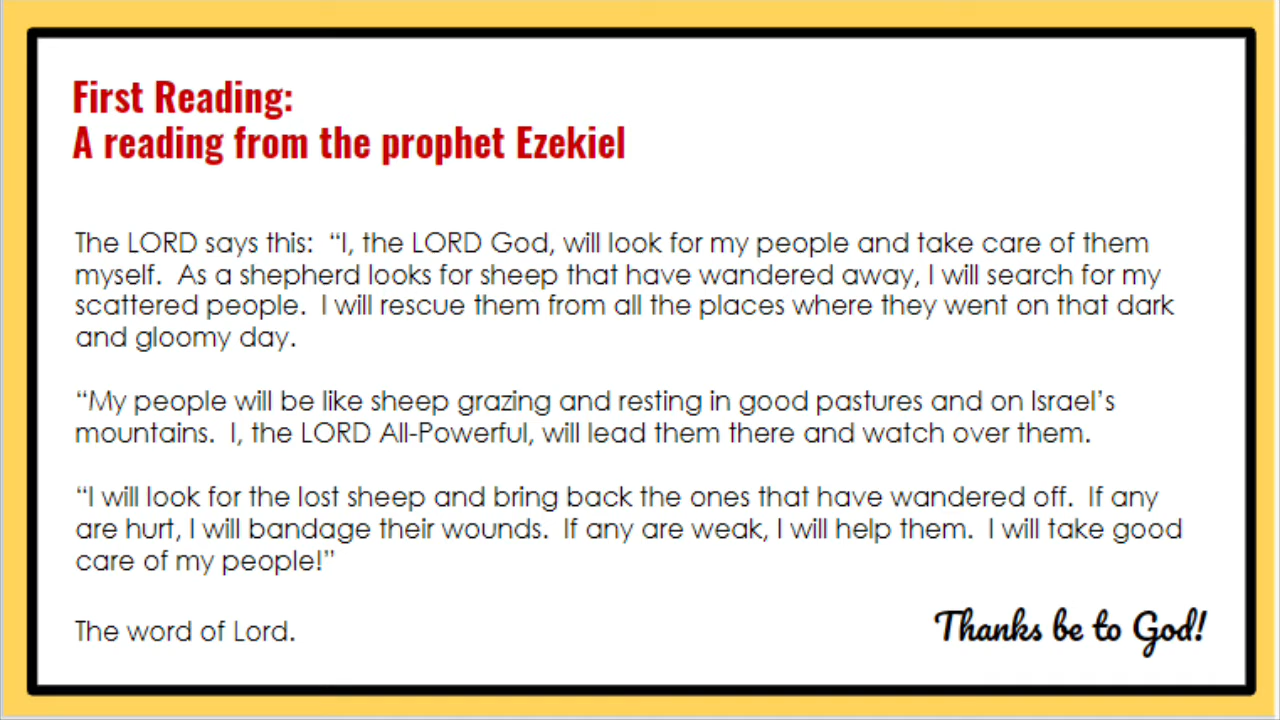 First Reading:
A reading from the prophet Ezekiel
The LORD says this:  “I, the LORD God, will look for my people and take care of them
myself.  As a shepherd looks for sheep that have wandered away, I will search for my
scattered people.  I will rescue them from all the places where they went on that dark
and gloomy day.
“My people will be like sheep grazing and resting in good pastures and on Israel’s
mountains.  I, the LORD All-Powerful, will lead them there and watch over them.
“I will look for the lost sheep and bring back the ones that have wandered off.  If any
are hurt, I will bandage their wounds.  If any are weak, I will help them.  I will take good
care of my people!”
The word of Lord.
Thanks be to God!